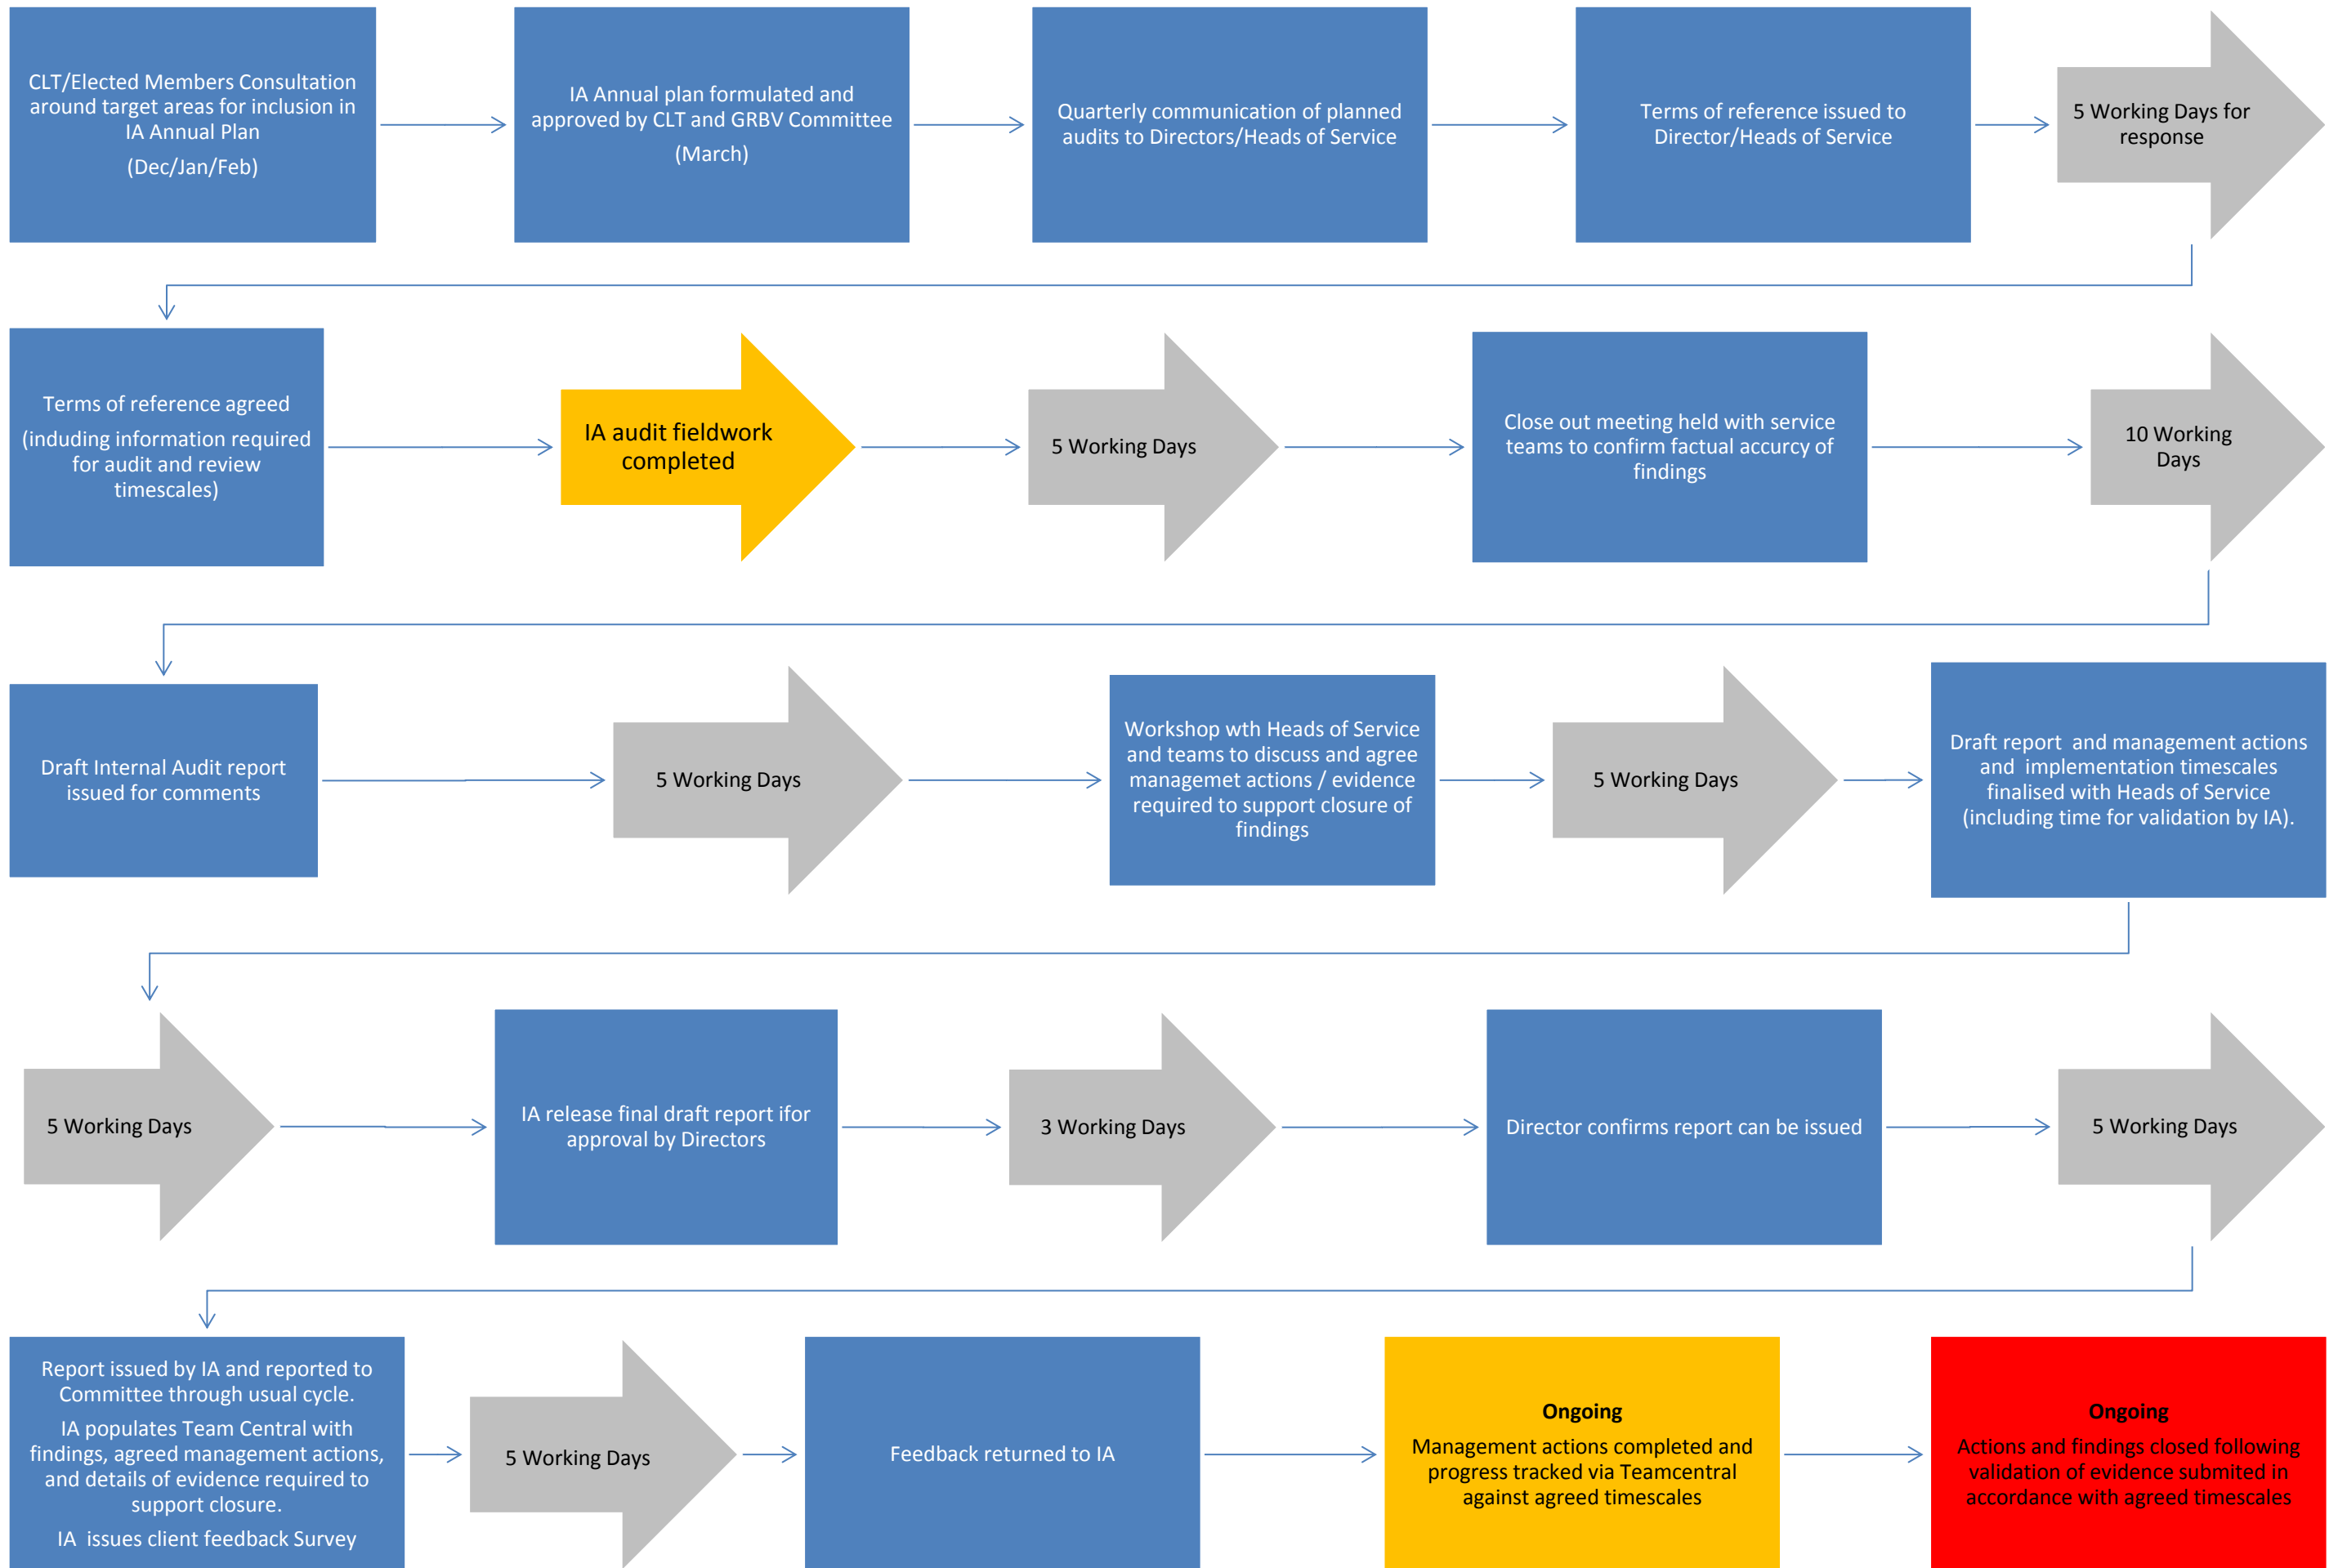 CLT/Elected Members Consultation
around target areas for inclusion in
IA Annual Plan
(Dec/Jan/Feb)
IA Annual plan formulated and
approved by CLT and GRBV Committee
(March)
Quarterly communication of planned
audits to Directors/Heads of Service
Terms of reference issued to
Director/Heads of Service
5 Working Days for
response
Terms of reference agreed
(including information required
for audit and review
timescales)
IA audit fieldwork
completed
5 Working Days
Close out meeting held with service
teams to confirm factual accurcy of
findings
10 Working
Days
Draft Internal Audit report
issued for comments
5 Working Days
Workshop wth Heads of Service
and teams to discuss and agree
managemet actions / evidence
required to support closure of
findings
5 Working Days
Draft report and management actions
and implementation timescales
finalised with Heads of Service
(including time for validation by IA).
5 Working Days
IA release final draft report ifor
approval by Directors
3 Working Days
Director confirms report can be issued
5 Working Days
Report issued by IA and reported to
Committee through usual cycle.
IA populates Team Central with
findings, agreed management actions,
and details of evidence required to
support closure.
IA issues client feedback Survey
5 Working Days
Feedback returned to IA
Ongoing
Management actions completed and
progress tracked via Teamcentral
against agreed timescales
Ongoing
Actions and findings closed following
validation of evidence submited in
accordance with agreed timescales